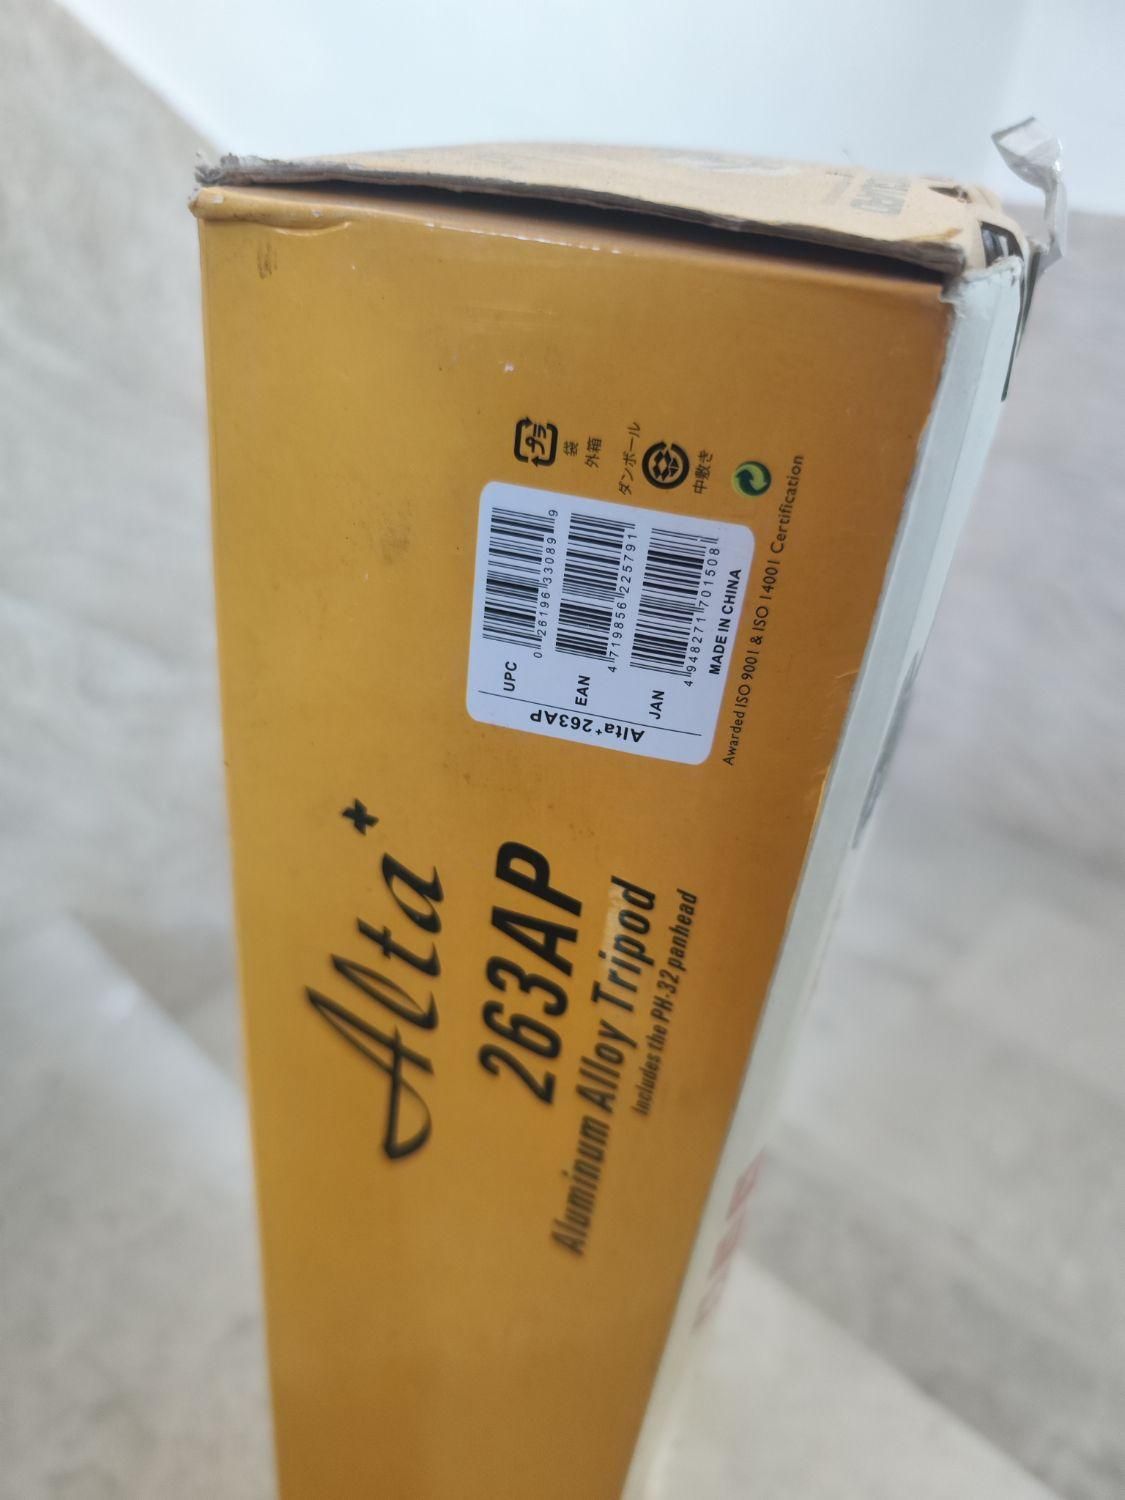 Alta+
263AP
Aluminum Alloy Tripod
Includes the PH-32 panhead
プラ
袋
外箱
ダンボール
中敷き
Alta+263AP
UPC
0 26196 33089 9
EAN
4 719856 225791
JAN
4 948271 701508
MADE IN CHINA
Awarded ISO 9001 & ISO 14001 Certification